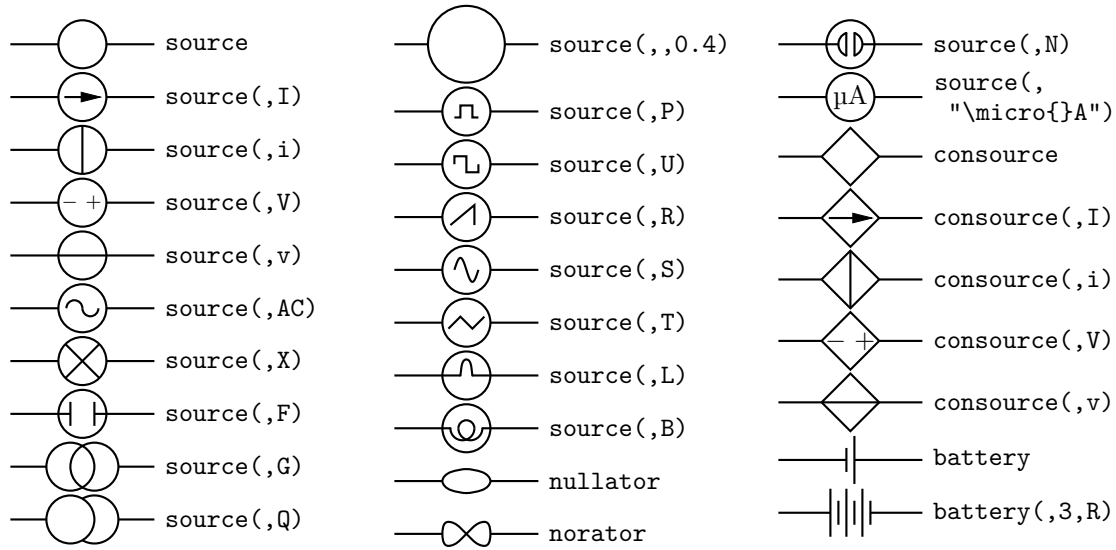 source
source(,I)
source(,i)
− + source(,V)
source(,v)
source(,AC)
source(,X)
source(,F)
source(,G)
source(,Q)
source(,,0.4)
source(,P)
source(,U)
source(,R)
source(,S)
source(,T)
source(,L)
source(,B)
nullator
norator
source(,N)
µA source(,
"\micro{}A")
consource
consource(,I)
consource(,i)
− + consource(,V)
consource(,v)
battery
battery(,3,R)